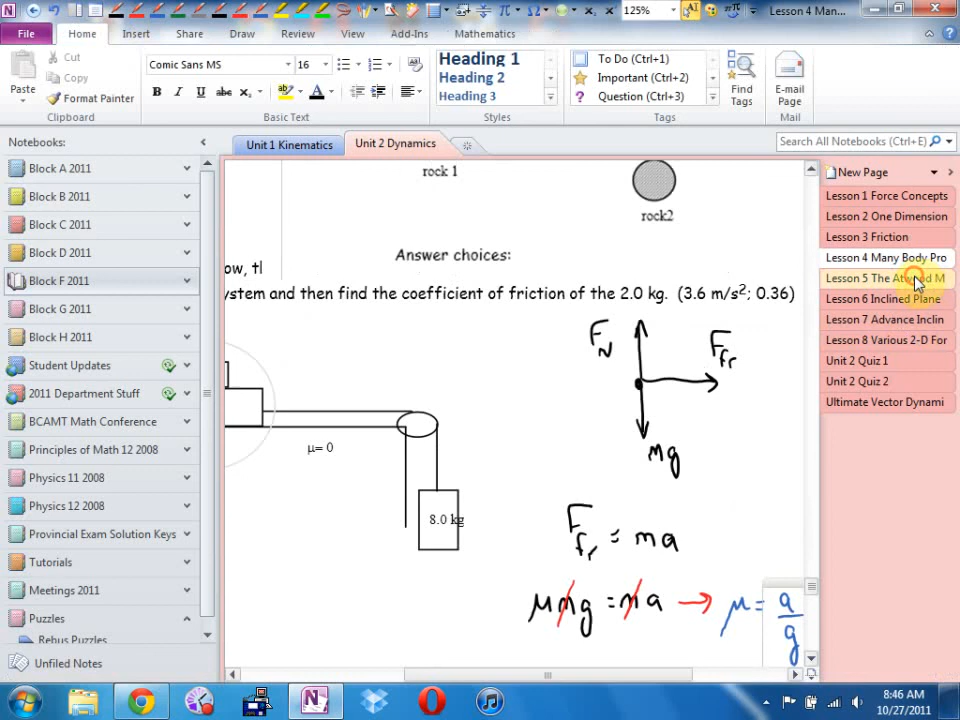 125%
Lesson 4 Man...
File Home Insert Share Draw Review View Add-Ins Mathematics
Paste
Cut
Copy
Format Painter
Clipboard
Comic Sans MS 16
B I U abc x₂ A
Basic Text
Heading 1
Heading 2
Heading 3
Styles
To Do (Ctrl+1)
Important (Ctrl+2)
? Question (Ctrl+3)
Tags
Find Tags
E-mail Page
Mail
Notebooks:
Unit 1 Kinematics
Unit 2 Dynamics
Search All Notebooks (Ctrl+E)
Block A 2011
Block B 2011
Block C 2011
Block D 2011
Block F 2011
Block G 2011
Block H 2011
Student Updates
2011 Department Stuff
BCAMT Math Conference
Principles of Math 12 2008
Physics 11 2008
Physics 12 2008
Provincial Exam Solution Keys
Tutorials
Meetings 2011
Puzzles
Rebus Puzzles
Unfiled Notes
rock 1
rock2
Answer choices:
ow, tl
ystem and then find the coefficient of friction of the 2.0 kg. (3.6 m/s²; 0.36)
μ= 0
8.0 kg
F_N
F_fr
mg
F_fr = ma
μmg = ma → μ = a/g
New Page
Lesson 1 Force Concepts
Lesson 2 One Dimension
Lesson 3 Friction
Lesson 4 Many Body Pro
Lesson 5 The Atwood M
Lesson 6 Inclined Plane
Lesson 7 Advance Inclin
Lesson 8 Various 2-D For
Unit 2 Quiz 1
Unit 2 Quiz 2
Ultimate Vector Dynami
8:46 AM
10/27/2011